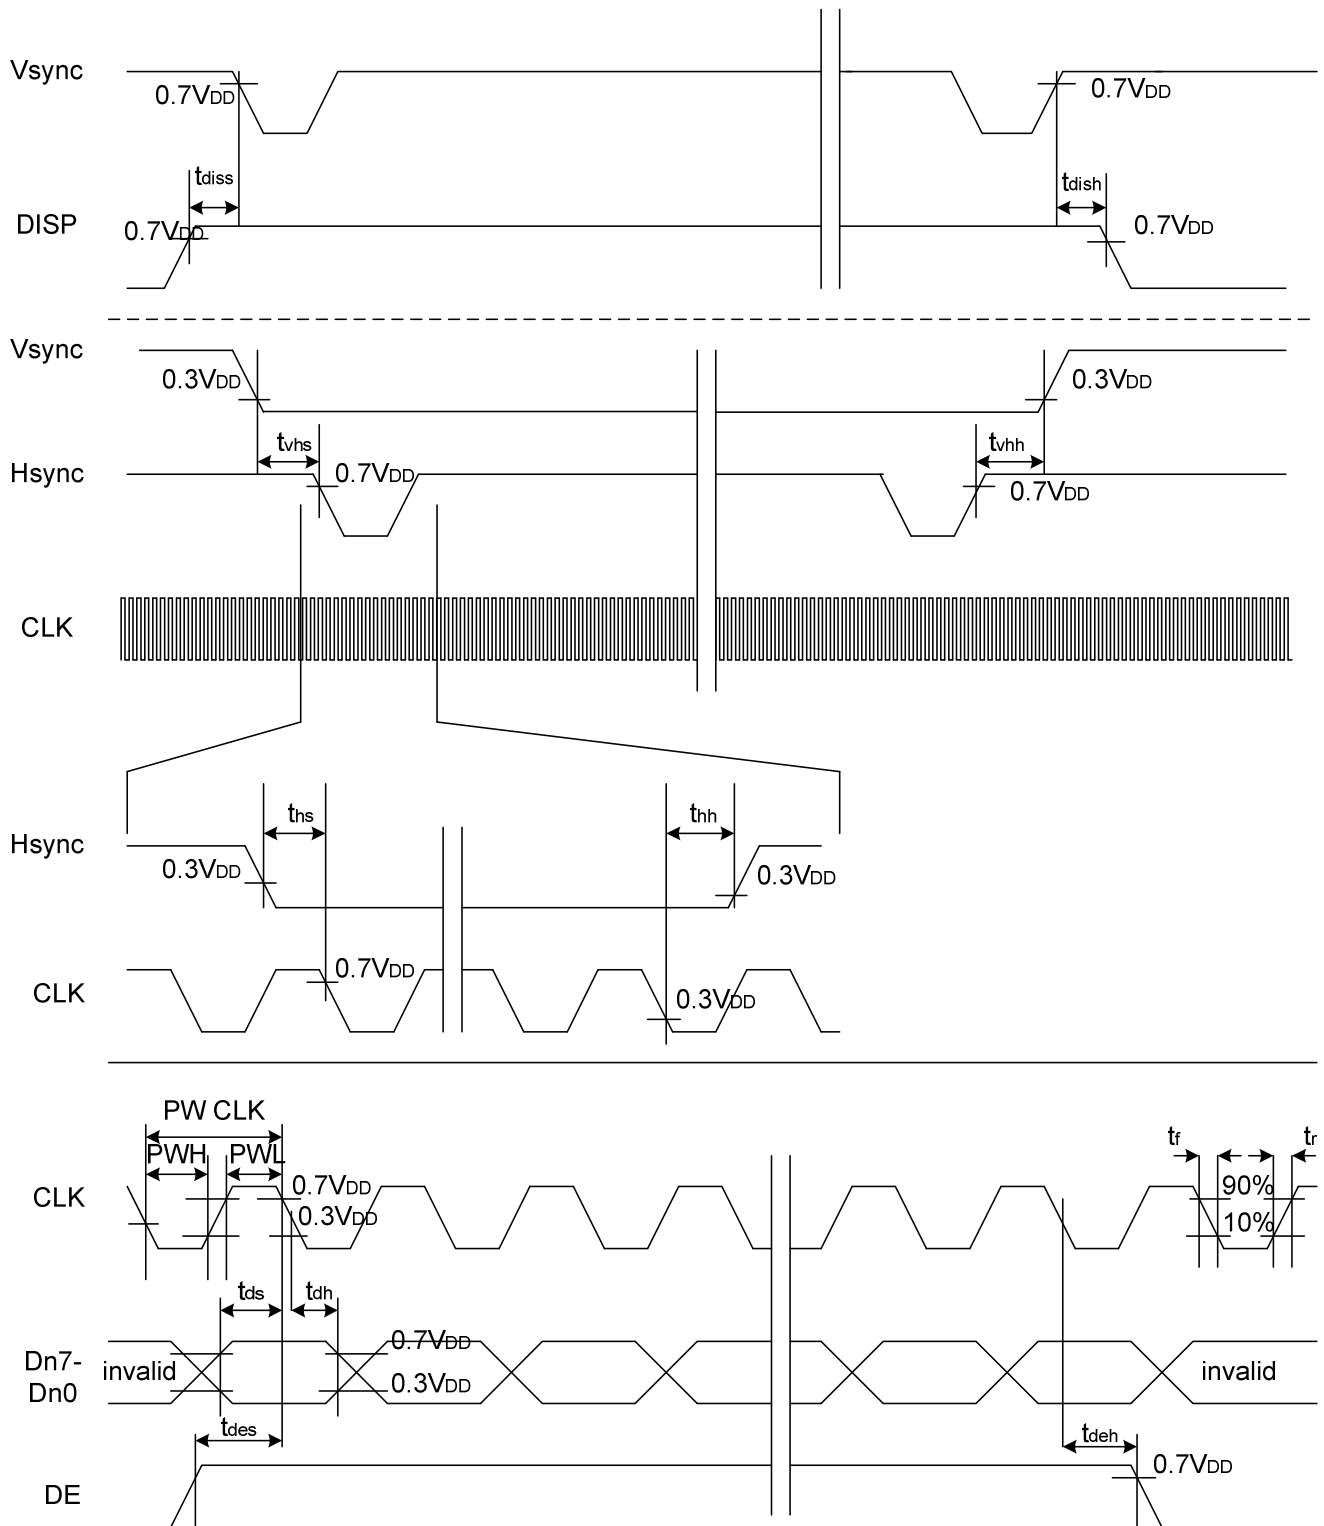 Vsync
0.7VDD
0.7VDD
tdiss
tdish
DISP
0.7VDD
0.7VDD
Vsync
0.3VDD
0.3VDD
tvhs
tvhh
Hsync
0.7VDD
0.7VDD
CLK
ths
thh
Hsync
0.3VDD
0.3VDD
CLK
0.7VDD
0.3VDD
PW CLK
PWH
PWL
tf
tr
CLK
0.7VDD
90%
0.3VDD
10%
tds
tdh
0.7VDD
Dn7-
Dn0
invalid
invalid
0.3VDD
tdes
tdeh
0.7VDD
DE